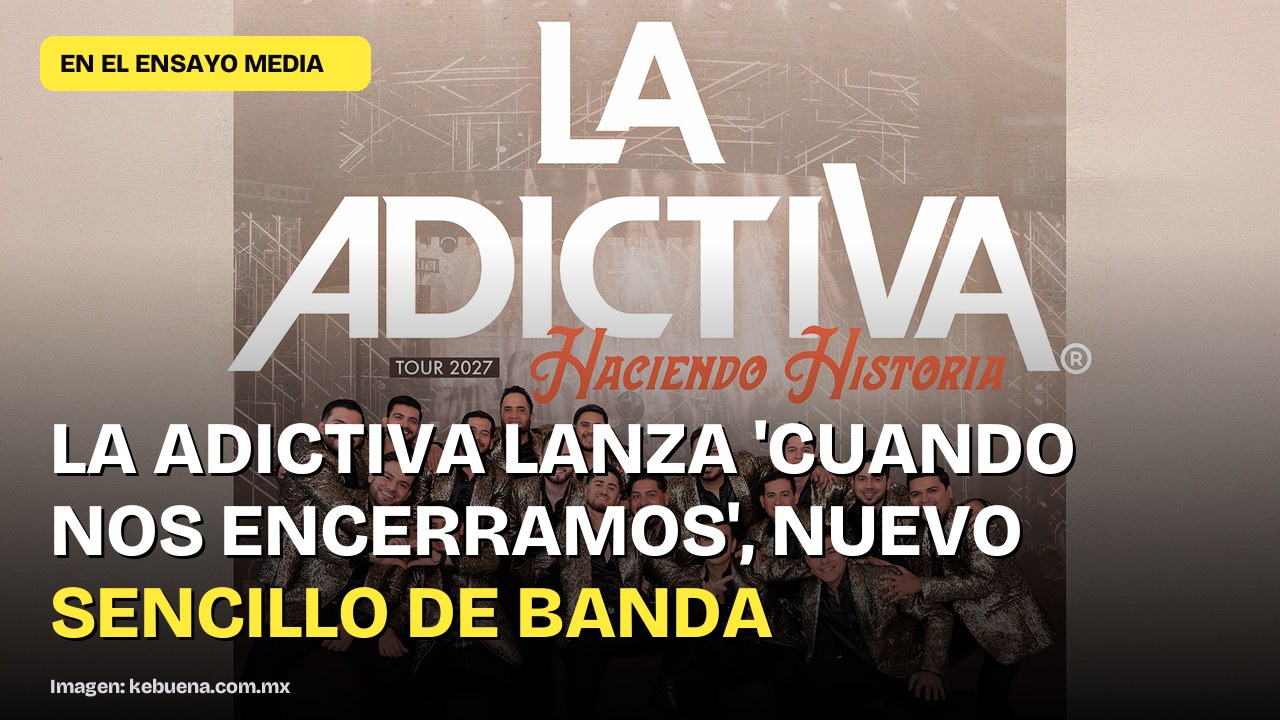 EN EL ENSAYO MEDIA
LA
ADICTIVA
®
TOUR 2027
Haciendo Historia
LA ADICTIVA LANZA 'CUANDO
NOS ENCERRAMOS', NUEVO
SENCILLO DE BANDA
Imagen: kebuena.com.mx